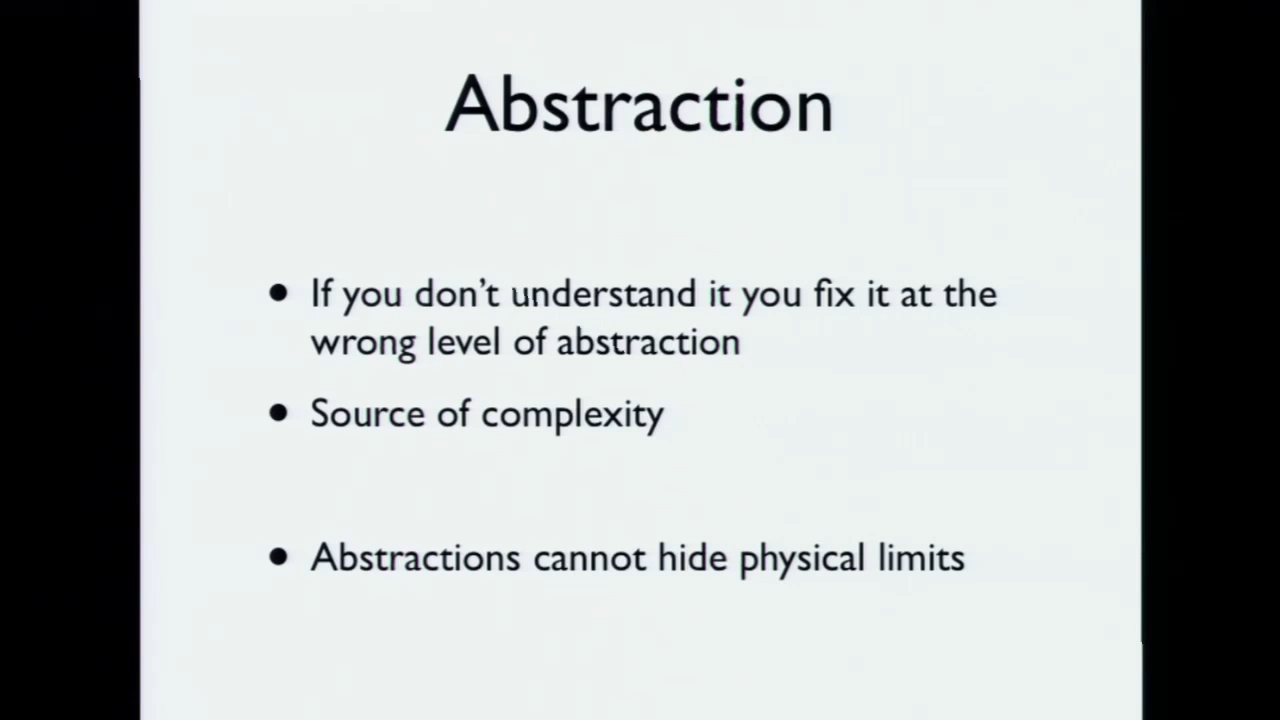 Abstraction
• If you don't understand it you fix it at the
wrong level of abstraction
• Source of complexity
• Abstractions cannot hide physical limits